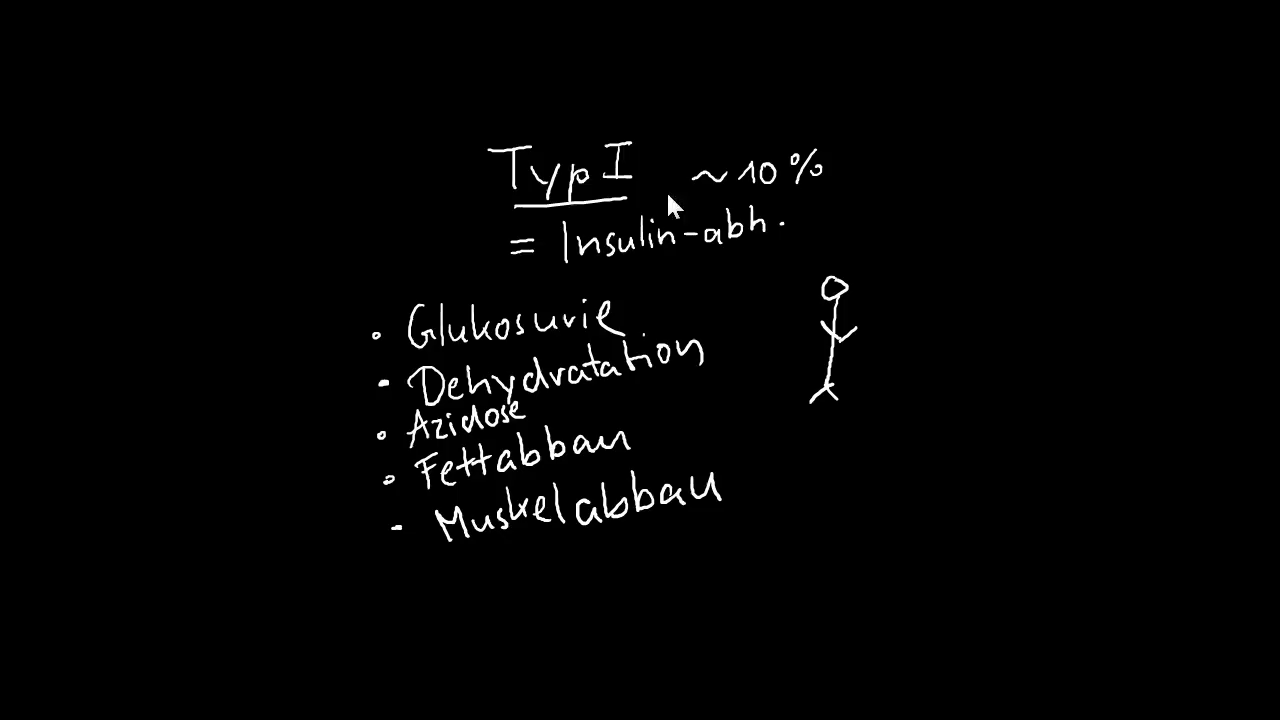 Typ I ~ 10 %
= Insulin-abh.
• Glukosurie
- Dehydratation
• Azidose
• Fettabbau
- Muskelabbau